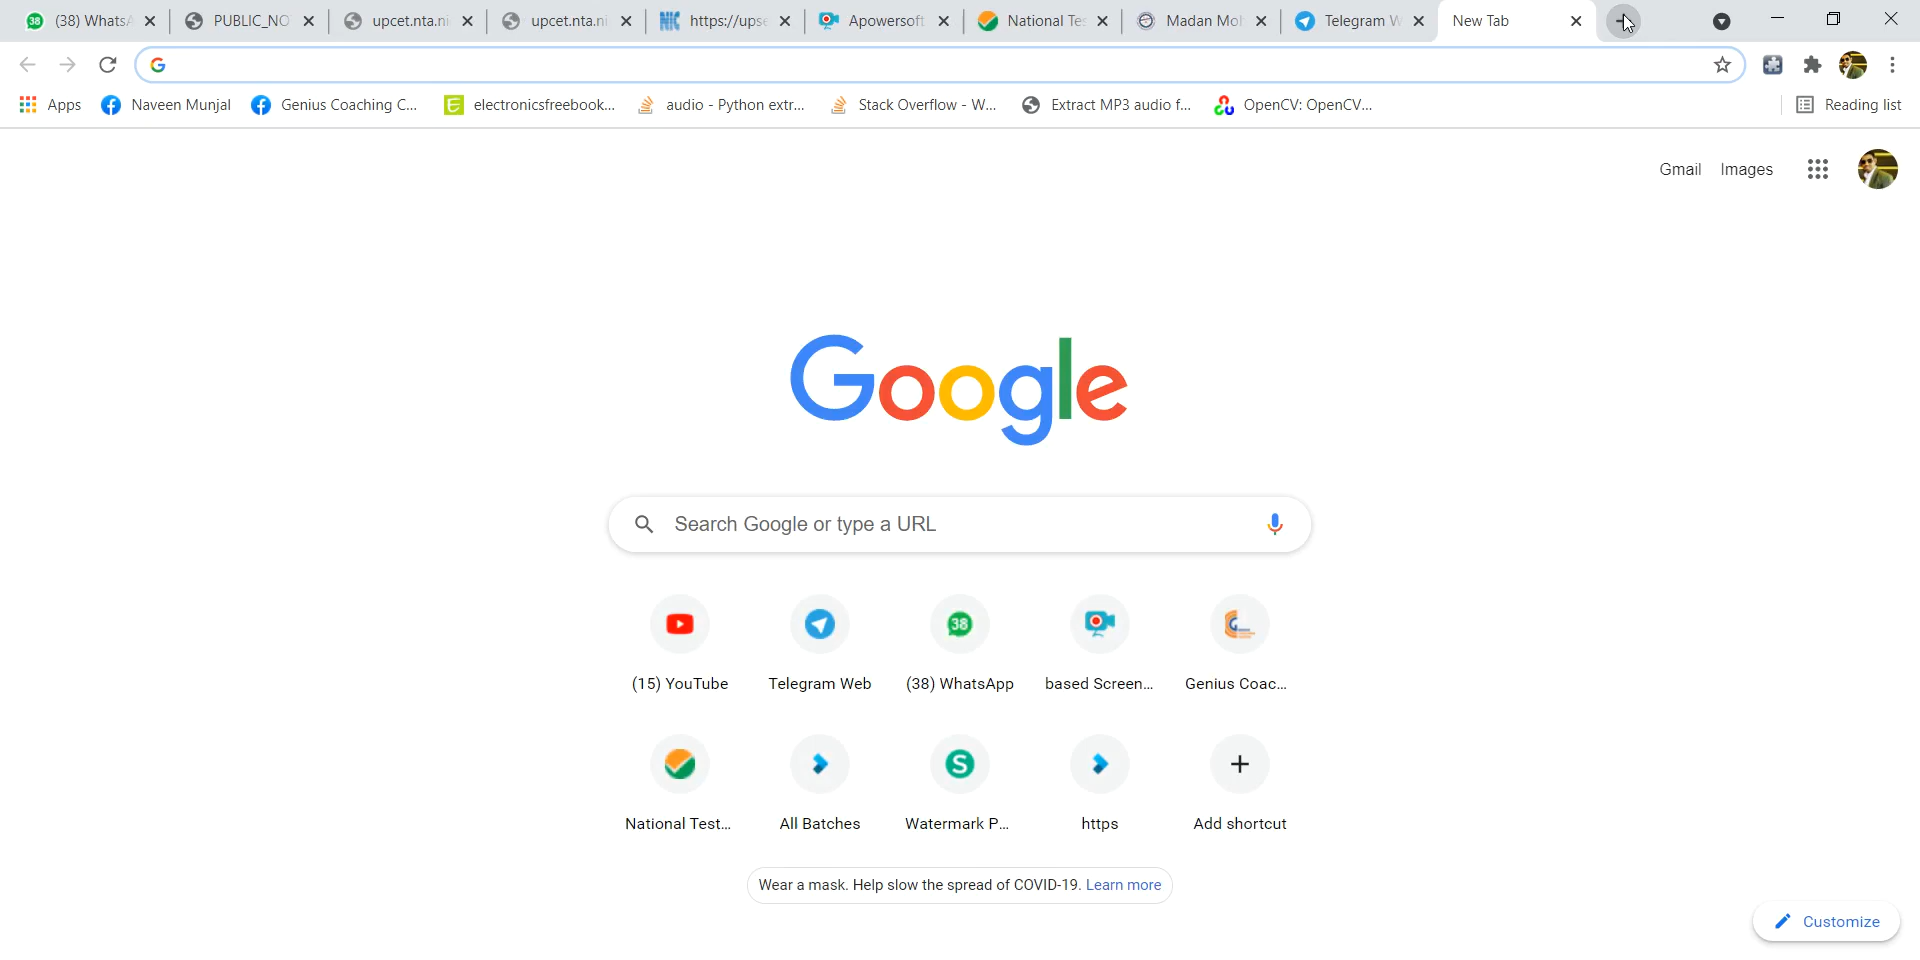 (38) WhatsA PUBLIC_NO upcet.nta.ni upcet.nta.ni https://upse Apowersoft National Tes Madan Moh Telegram W New Tab
Apps Naveen Munjal Genius Coaching C... electronicsfreebook... audio - Python extr... Stack Overflow - W... Extract MP3 audio f... OpenCV: OpenCV... Reading list
Gmail Images
Google
Search Google or type a URL
38
(15) YouTube Telegram Web (38) WhatsApp based Screen... Genius Coac...
S
National Test... All Batches Watermark P... https Add shortcut
Wear a mask. Help slow the spread of COVID-19. Learn more
Customize